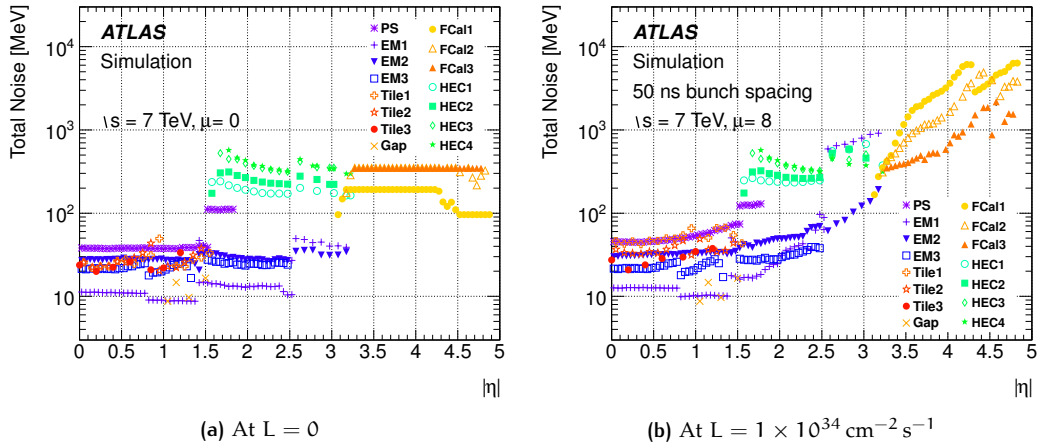 Total Noise [MeV]
10⁴
10³
10²
10
ATLAS
Simulation
\s = 7 TeV, μ= 0
PS
EM1
EM2
EM3
Tile1
Tile2
Tile3
Gap
FCal1
FCal2
FCal3
HEC1
HEC2
HEC3
HEC4
0 0.5 1 1.5 2 2.5 3 3.5 4 4.5 5
|η|
(a) At L = 0
Total Noise [MeV]
10⁴
10³
10²
10
ATLAS
Simulation
50 ns bunch spacing
\s = 7 TeV, μ= 8
PS
EM1
EM2
EM3
Tile1
Tile2
Tile3
Gap
FCal1
FCal2
FCal3
HEC1
HEC2
HEC3
HEC4
0 0.5 1 1.5 2 2.5 3 3.5 4 4.5 5
|η|
(b) At L = 1 × 10³⁴ cm⁻² s⁻¹